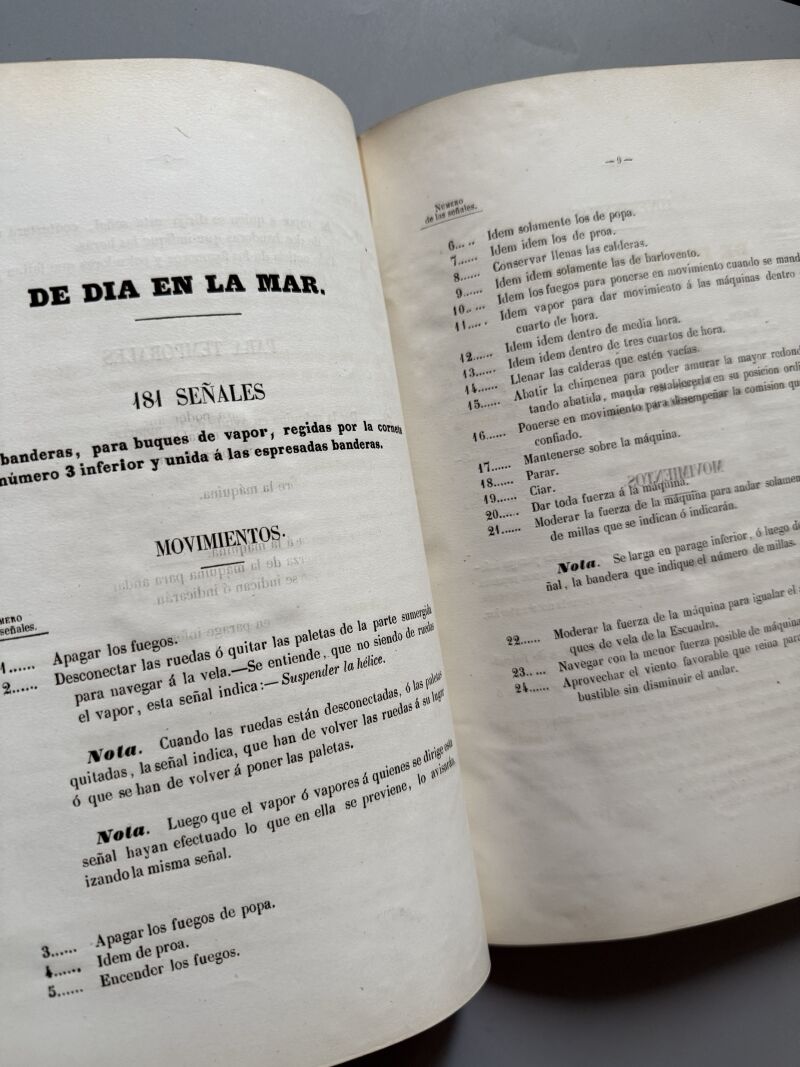 DE DIA EN LA MAR.
181 SEÑALES
banderas, para buques de vapor, regidas por la corneta
número 3 inferior y unida á las espresadas banderas.
MOVIMIENTOS.
señales.
1...... Apagar los fuegos.
2...... Desconectar las ruedas ó quitar las paletas de la parte sumergida
para navegar á la vela.—Se entiende, que no siendo de ruedas
el vapor, esta señal indica:—Suspender la hélice.
Nota. Cuando las ruedas están desconectadas, ó las paletas
quitadas, la señal indica, que han de volver las ruedas á su lugar
ó que se han de volver á poner las paletas.
Nota. Luego que el vapor ó vapores á quienes se dirige esta
señal hayan efectuado lo que en ella se previene, lo avisarán,
izando la misma señal.
3...... Apagar los fuegos de popa.
4...... Idem de proa.
5...... Encender los fuegos.
—9—
NÚMERO
de las señales.
6...... Idem solamente los de popa.
7...... Idem idem los de proa.
8...... Conservar llenas las calderas.
9...... Idem idem solamente las de barlovento.
10..... Idem los fuegos para ponerse en movimiento cuando se mand
11..... Idem vapor para dar movimiento á las máquinas dentro
cuarto de hora.
12...... Idem idem dentro de media hora.
13...... Idem idem dentro de tres cuartos de hora.
14...... Llenar las calderas que estén vacías.
15...... Abatir la chimenea para poder amurar la mayor redond
tando abatida, manda restablecerla en su posicion ordi
16...... Ponerse en movimiento para desempeñar la comision qu
confiado.
17...... Mantenerse sobre la máquina.
18...... Parar.
19...... Ciar.
20...... Dar toda fuerza á la máquina.
21...... Moderar la fuerza de la máquina para andar solamen
de millas que se indican ó indicarán.
Nota. Se larga en parage inferior, ó luego d
ñal, la bandera que indique el número de millas.
22...... Moderar la fuerza de la máquina para igualar el
ques de vela de la Escuadra.
23...... Navegar con la menor fuerza posible de máquina
24...... Aprovechar el viento favorable que reina par
bustible sin disminuir el andar.